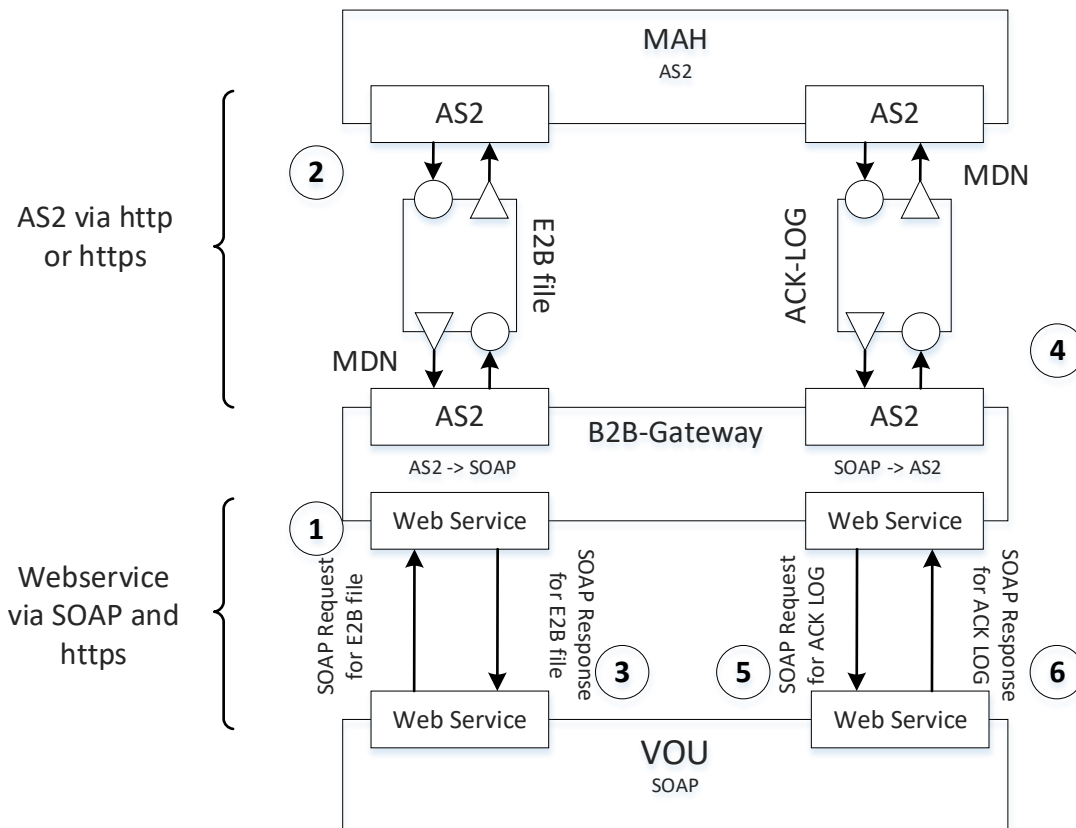 MAH
AS2
AS2
AS2
2
MDN
AS2 via http
or https
E2B file
ACK-LOG
4
MDN
AS2
B2B-Gateway
AS2
AS2 -> SOAP
SOAP -> AS2
1
Web Service
Web Service
Webservice
via SOAP and
https
SOAP Request
for E2B file
SOAP Response
for E2B file
3
5
SOAP Request
for ACK LOG
SOAP Response
for ACK LOG
6
Web Service
Web Service
VOU
SOAP